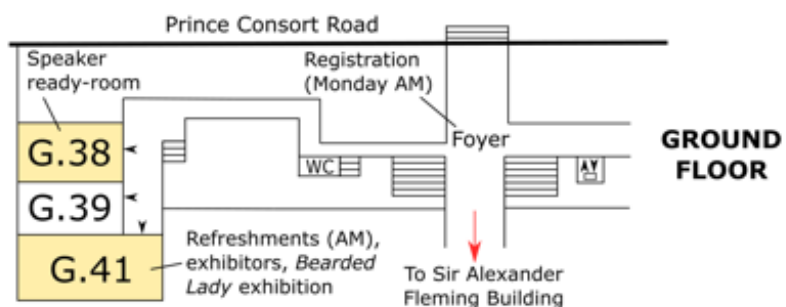 Prince Consort Road
Speaker
ready-room
Registration
(Monday AM)
Foyer
GROUND
FLOOR
G.38
WC
G.39
G.41
Refreshments (AM),
exhibitors, Bearded
Lady exhibition
To Sir Alexander
Fleming Building